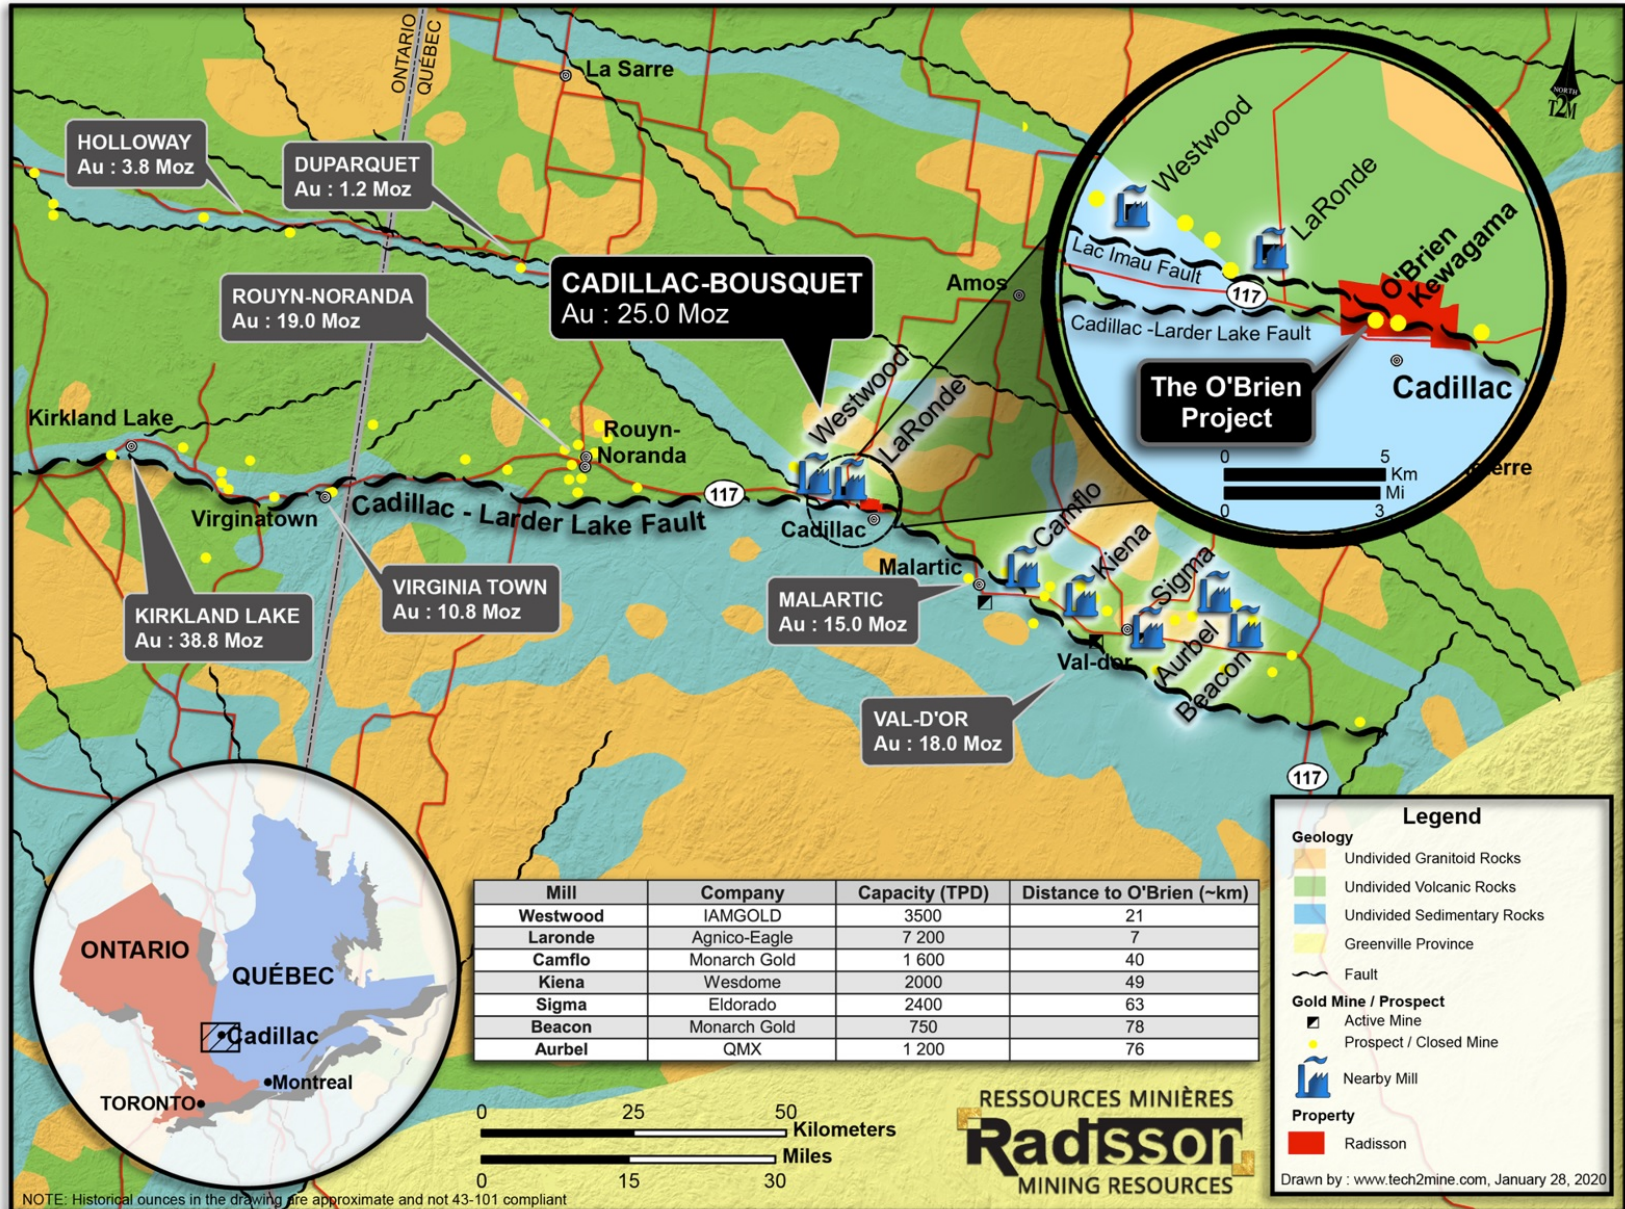 ONTARIO
QUÉBEC
La Sarre
HOLLOWAY
Au : 3.8 Moz
DUPARQUET
Au : 1.2 Moz
ROUYN-NORANDA
Au : 19.0 Moz
CADILLAC-BOUSQUET
Au : 25.0 Moz
Amos
NORTH
T2M
Westwood
LaRonde
Lac Imau Fault
117
O'Brien
Kewagama
Cadillac -Larder Lake Fault
The O'Brien
Project
Cadillac
0 5
Km
Mi
0 3
erre
Kirkland Lake
Rouyn-
Noranda
Westwood
LaRonde
Virginatown
Cadillac - Larder Lake Fault
117
Cadillac
Malartic
Camflo
Kiena
Sigma
Aurbel
Beacon
Val-dor
KIRKLAND LAKE
Au : 38.8 Moz
VIRGINIA TOWN
Au : 10.8 Moz
MALARTIC
Au : 15.0 Moz
VAL-D'OR
Au : 18.0 Moz
117
ONTARIO
QUÉBEC
Cadillac
Montreal
TORONTO
Mill Company Capacity (TPD) Distance to O'Brien (~km)
Westwood IAMGOLD 3500 21
Laronde Agnico-Eagle 7 200 7
Camflo Monarch Gold 1 600 40
Kiena Wesdome 2000 49
Sigma Eldorado 2400 63
Beacon Monarch Gold 750 78
Aurbel QMX 1 200 76
0 25 50
Kilometers
Miles
0 15 30
RESSOURCES MINIÈRES
Radisson
MINING RESOURCES
Legend
Geology
Undivided Granitoid Rocks
Undivided Volcanic Rocks
Undivided Sedimentary Rocks
Greenville Province
Fault
Gold Mine / Prospect
Active Mine
Prospect / Closed Mine
Nearby Mill
Property
Radisson
Drawn by : www.tech2mine.com, January 28, 2020
NOTE: Historical ounces in the drawing are approximate and not 43-101 compliant